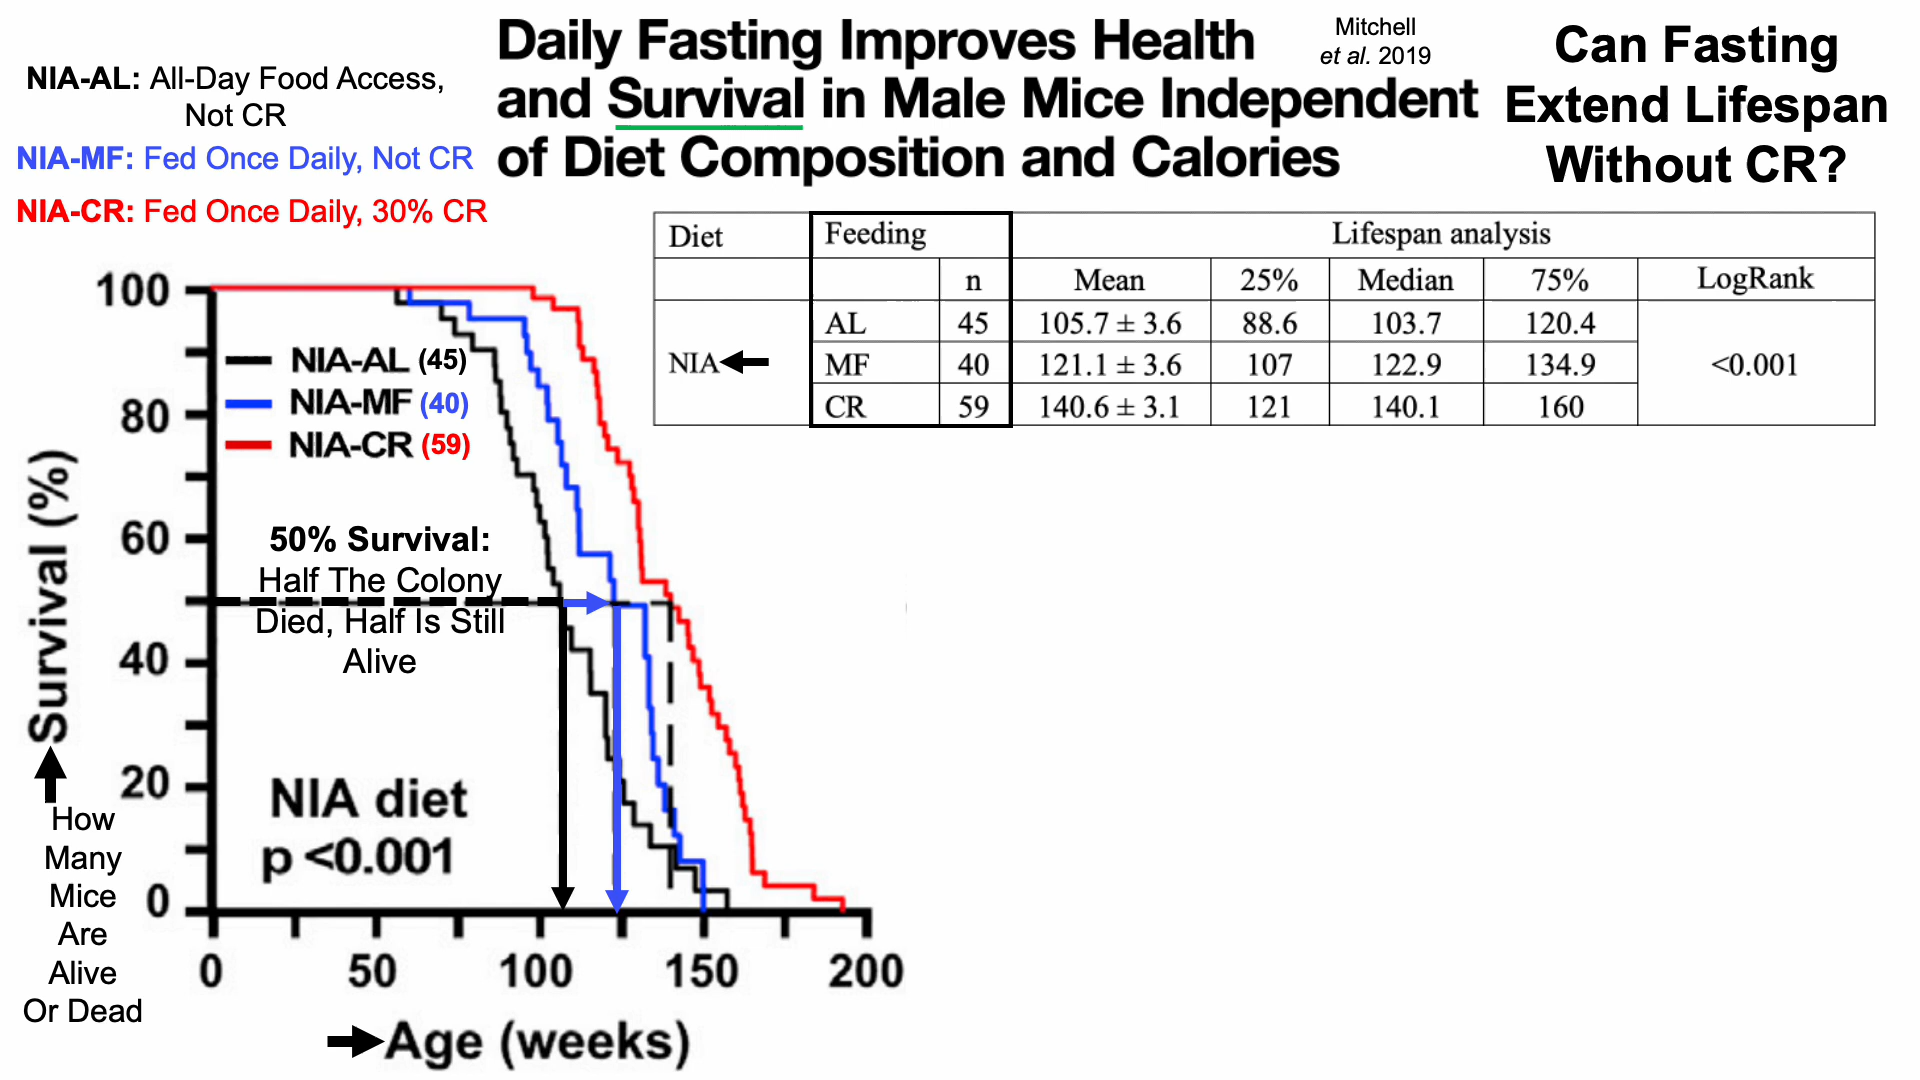 Daily Fasting Improves Health
and Survival in Male Mice Independent
of Diet Composition and Calories
Mitchell
et al. 2019
Can Fasting
Extend Lifespan
Without CR?
NIA-AL: All-Day Food Access,
Not CR
NIA-MF: Fed Once Daily, Not CR
NIA-CR: Fed Once Daily, 30% CR
Diet Feeding Lifespan analysis
n Mean 25% Median 75% LogRank
AL 45 105.7 ± 3.6 88.6 103.7 120.4
NIA MF 40 121.1 ± 3.6 107 122.9 134.9 <0.001
CR 59 140.6 ± 3.1 121 140.1 160
100
80
60
40
20
0
NIA-AL (45)
NIA-MF (40)
NIA-CR (59)
50% Survival:
Half The Colony
Died, Half Is Still
Alive
NIA diet
p <0.001
Survival (%)
How
Many
Mice
Are
Alive
Or Dead
0 50 100 150 200
Age (weeks)